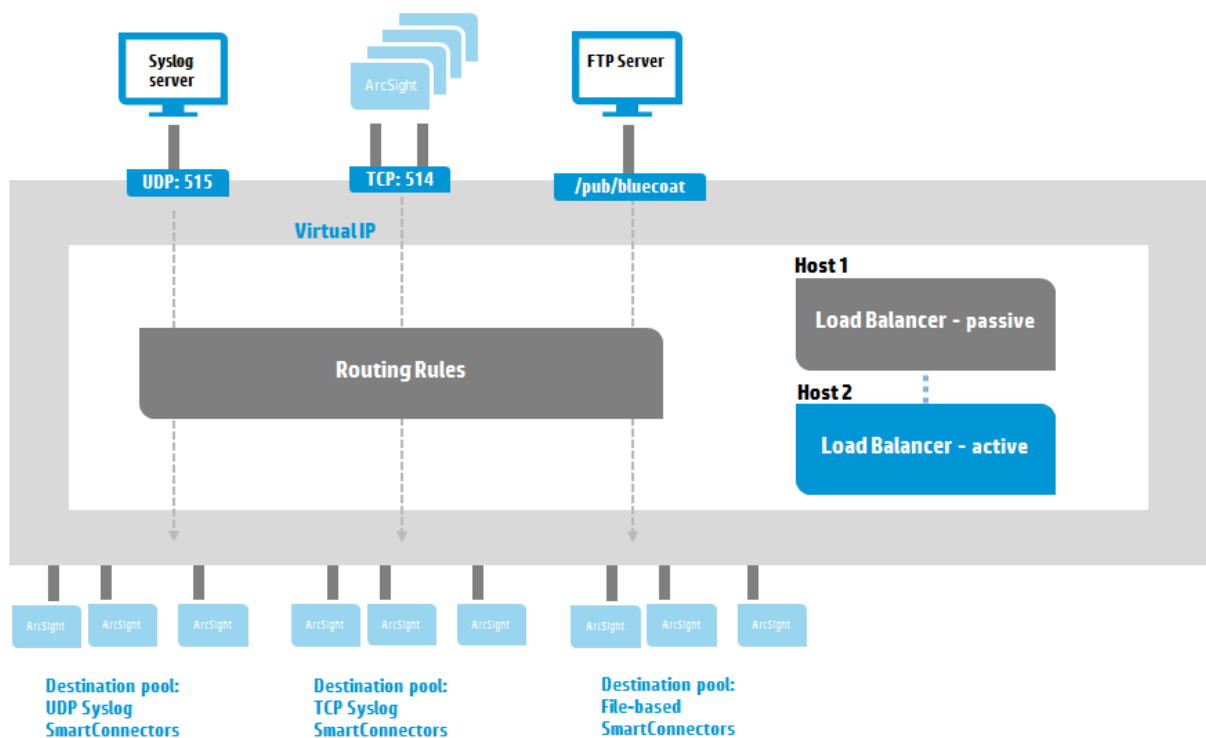 Syslog
server
ArcSight
FTP Server
UDP: 515
TCP: 514
/pub/bluecoat
Virtual IP
Host 1
Load Balancer - passive
Routing Rules
Host 2
Load Balancer - active
ArcSight
ArcSight
ArcSight
ArcSight
ArcSight
ArcSight
ArcSight
ArcSight
ArcSight
Destination pool:
UDP Syslog
SmartConnectors
Destination pool:
TCP Syslog
SmartConnectors
Destination pool:
File-based
SmartConnectors